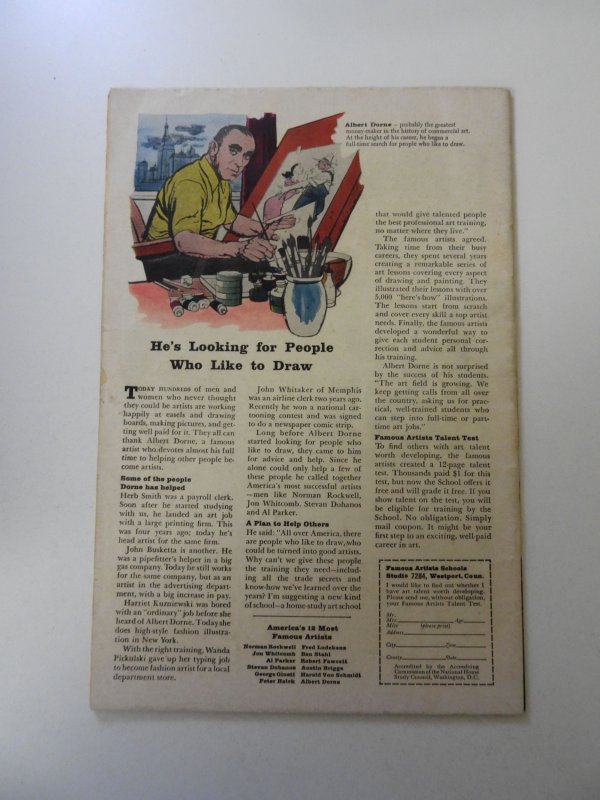 Albert Dorne – probably the greatest
money-maker in the history of commercial art.
At the height of his career, he began a
full-time search for people who like to draw.
He's Looking for People
Who Like to Draw
TODAY HUNDREDS of men and
women who never thought
they could be artists are working
happily at easels and drawing
boards, making pictures, and get-
ting well paid for it. They all can
thank Albert Dorne, a famous
artist who devotes almost his full
time to helping other people be-
come artists.
Some of the people
Dorne has helped
Herb Smith was a payroll clerk.
Soon after he started studying
with us, he landed an art job
with a large printing firm. This
was four years ago; today he's
head artist for the same firm.
John Busketta is another. He
was a pipefitter's helper in a big
gas company. Today he still works
for the same company, but as an
artist in the advertising depart-
ment, with a big increase in pay.
Harriet Kuzniewski was bored
with an "ordinary" job before she
heard of Albert Dorne. Today she
does high-style fashion illustra-
tion in New York.
With the right training, Wanda
Pickulski gave up her typing job
to become fashion artist for a local
department store.
John Whitaker of Memphis
was an airline clerk two years ago.
Recently he won a national car-
tooning contest and was signed
to do a newspaper comic strip.
Long before Albert Dorne
started looking for people who
like to draw, they came to him
for advice and help. Since he
alone could only help a few of
these people he called together
America's most successful artists
—men like Norman Rockwell,
Jon Whitcomb, Stevan Dohanos
and Al Parker.
A Plan to Help Others
He said: "All over America, there
are people who like to draw, who
could be turned into good artists.
Why can't we give these people
the training they need—includ-
ing all the trade secrets and
know-how we've learned over the
years? I'm suggesting a new kind
of school—a home-study art school
America's 12 Most
Famous Artists
Norman Rockwell Fred Ludekens
Jon Whitcomb Ben Stahl
Al Parker Robert Fawcett
Stevan Dohanos Austin Briggs
George Giusti Harold Von Schmidt
Peter Helck Albert Dorne
that would give talented people
the best professional art training,
no matter where they live."
The famous artists agreed.
Taking time from their busy
careers, they spent several years
creating a remarkable series of
art lessons covering every aspect
of drawing and painting. They
illustrated their lessons with over
5,000 "here's-how" illustrations.
The lessons start from scratch
and cover every skill a top artist
needs. Finally, the famous artists
developed a wonderful way to
give each student personal cor-
rection and advice all through
his training.
Albert Dorne is not surprised
by the success of his students.
"The art field is growing. We
keep getting calls from all over
the country, asking us for prac-
tical, well-trained students who
can step into full-time or part-
time art jobs."
Famous Artists Talent Test
To find others with art talent
worth developing, the famous
artists created a 12-page talent
test. Thousands paid $1 for this
test, but now the School offers it
free and will grade it free. If you
show talent on the test, you will
be eligible for training by the
School. No obligation. Simply
mail coupon. It might be your
first step to an exciting, well-paid
career in art.
Famous Artists Schools
Studio 7284, Westport, Conn.
I would like to find out whether I
have art talent worth developing.
Please send me, without obligation,
your Famous Artists Talent Test.
Mr.
Mrs. Age
Miss (please print)
Address
City Zone
County State
Accredited by the Accrediting
Commission of the National Home
Study Council, Washington, D.C.